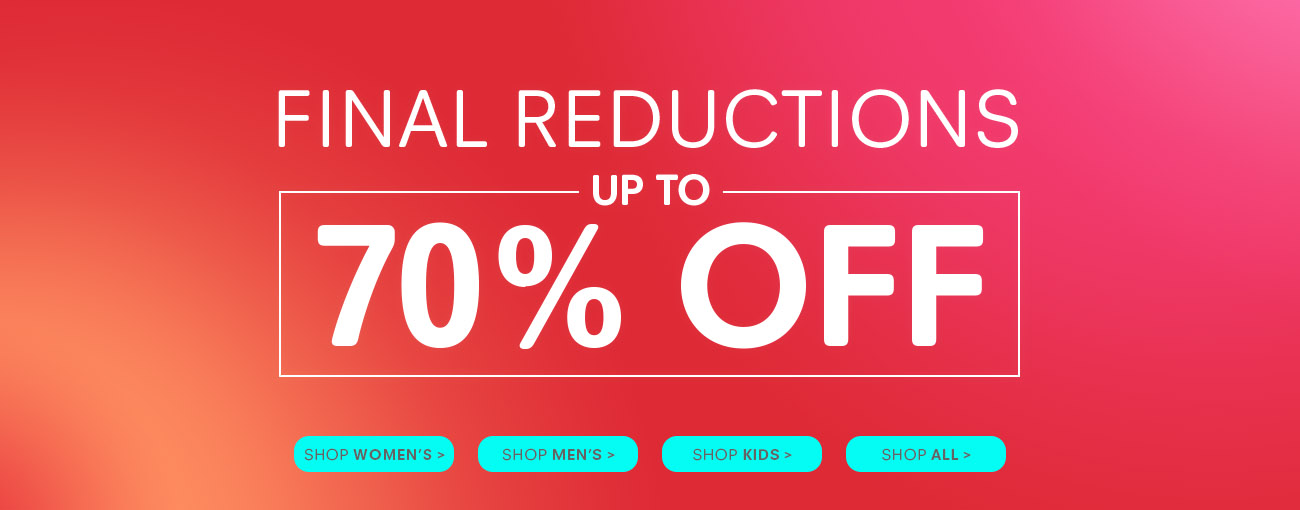 FINAL REDUCTIONS
UP TO
70% OFF
SHOP WOMEN'S > SHOP MEN'S > SHOP KIDS > SHOP ALL >